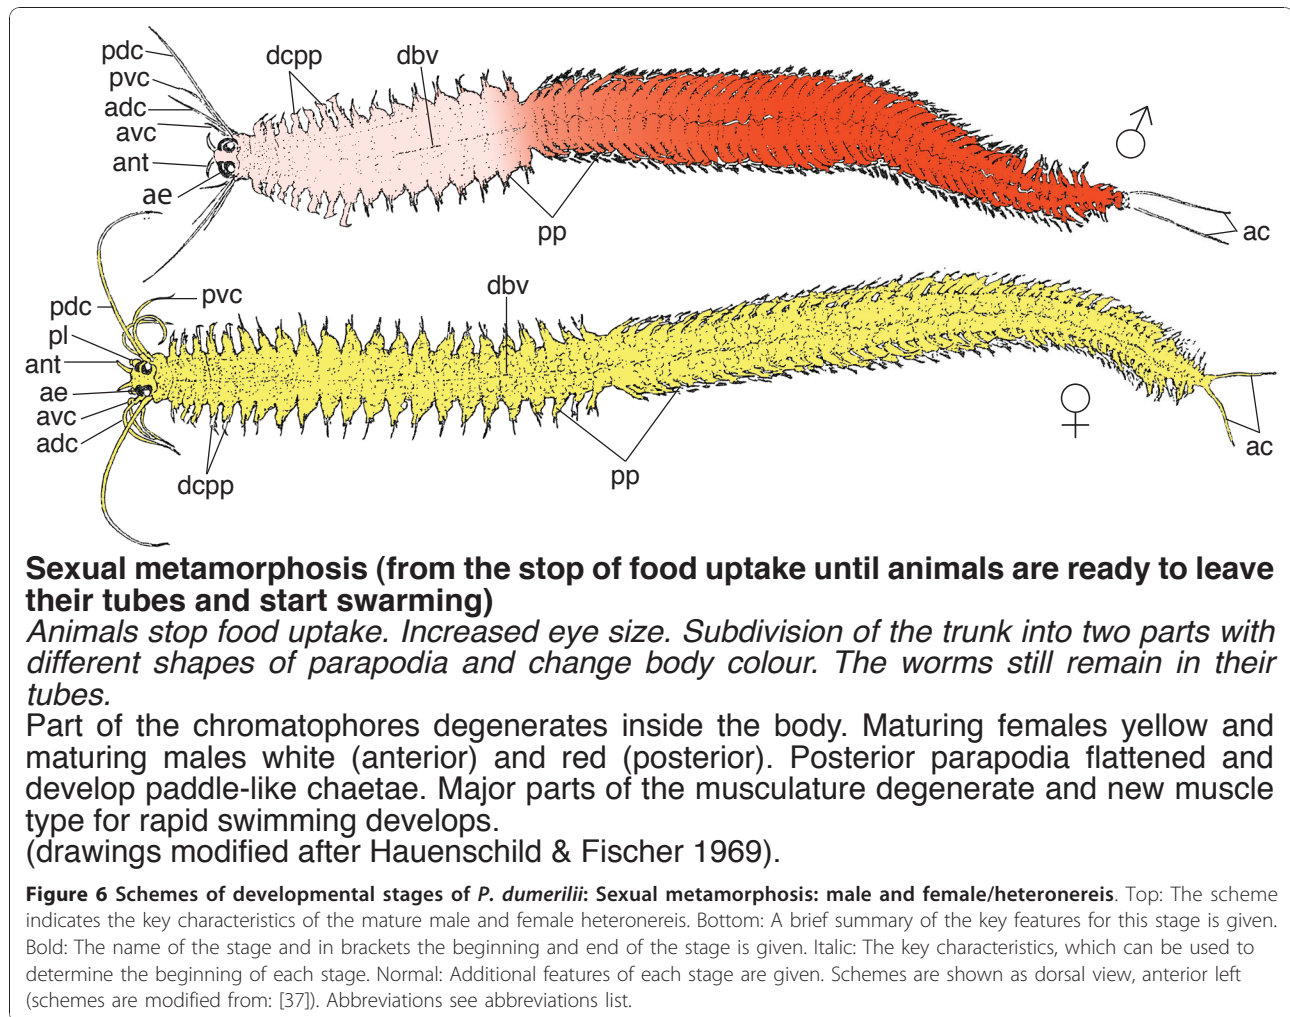 pdc
pvc
adc
avc
ant
ae
dcpp
dbv
pp
♂
ac
pdc
pvc
pl
ant
ae
avc
adc
dcpp
dbv
pp
♀
ac
Sexual metamorphosis (from the stop of food uptake until animals are ready to leave
their tubes and start swarming)
Animals stop food uptake. Increased eye size. Subdivision of the trunk into two parts with
different shapes of parapodia and change body colour. The worms still remain in their
tubes.
Part of the chromatophores degenerates inside the body. Maturing females yellow and
maturing males white (anterior) and red (posterior). Posterior parapodia flattened and
develop paddle-like chaetae. Major parts of the musculature degenerate and new muscle
type for rapid swimming develops.
(drawings modified after Hauenschild & Fischer 1969).
Figure 6 Schemes of developmental stages of P. dumerilii: Sexual metamorphosis: male and female/heteronereis. Top: The scheme
indicates the key characteristics of the mature male and female heteronereis. Bottom: A brief summary of the key features for this stage is given.
Bold: The name of the stage and in brackets the beginning and end of the stage is given. Italic: The key characteristics, which can be used to
determine the beginning of each stage. Normal: Additional features of each stage are given. Schemes are shown as dorsal view, anterior left
(schemes are modified from: [37]). Abbreviations see abbreviations list.